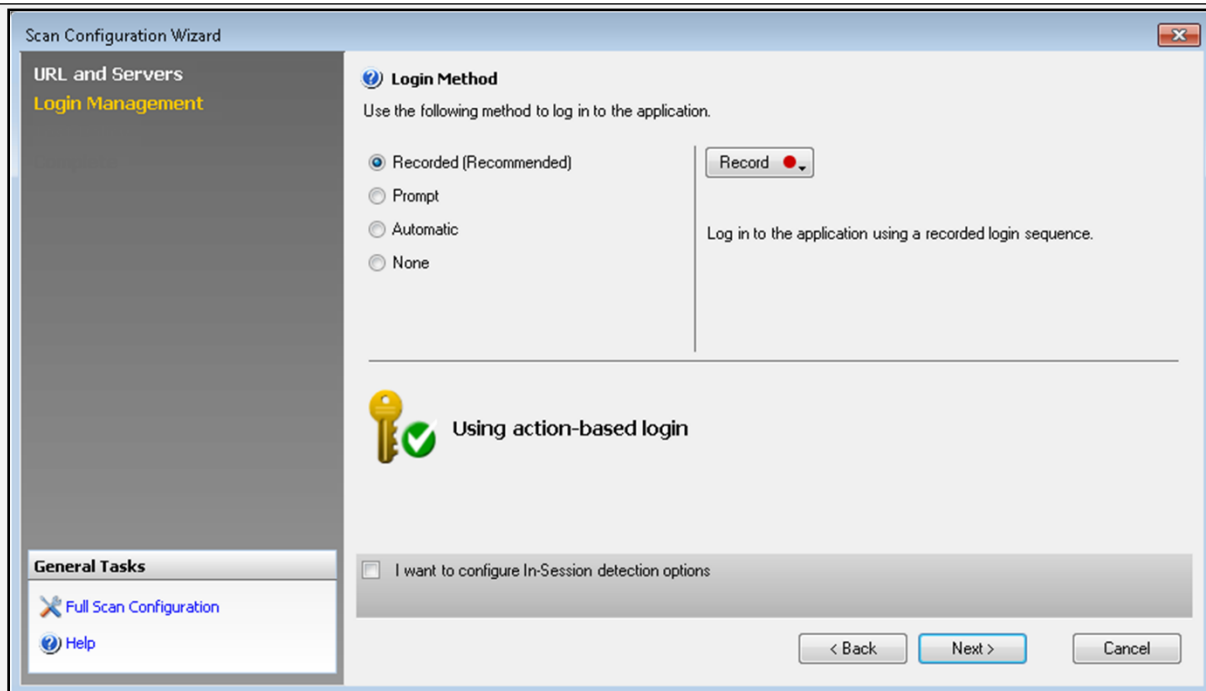 Scan Configuration Wizard
URL and Servers
Login Management
Login Method
Use the following method to log in to the application.
Recorded (Recommended)
Prompt
Automatic
None
Record
Log in to the application using a recorded login sequence.
Using action-based login
I want to configure In-Session detection options
General Tasks
Full Scan Configuration
Help
< Back
Next >
Cancel